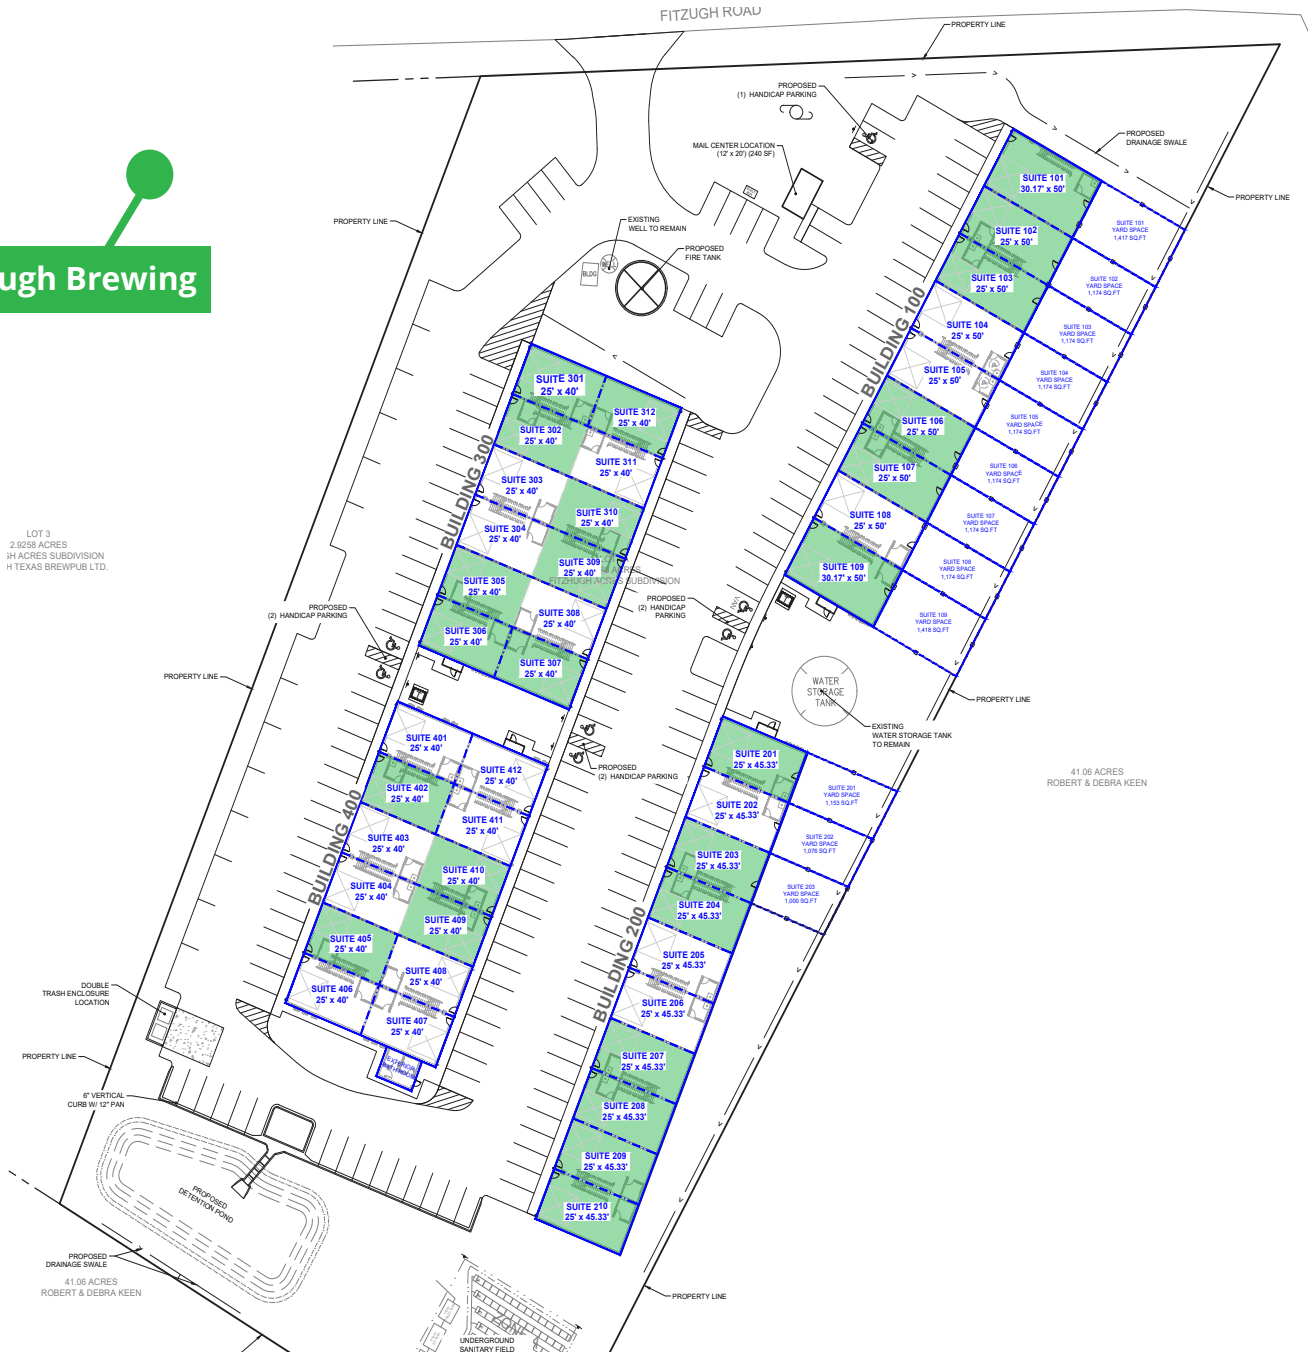 FITZUGH ROAD
PROPERTY LINE
PROPOSED
(1) HANDICAP PARKING
MAIL CENTER LOCATION
(12' x 20') (240 SF)
PROPOSED
DRAINAGE SWALE
PROPERTY LINE
PROPERTY LINE
EXISTING
WELL TO REMAIN
PROPOSED
FIRE TANK
BLDG
WELL
ugh Brewing
BUILDING 100
SUITE 101
30.17' x 50'
SUITE 102
25' x 50'
SUITE 103
25' x 50'
SUITE 104
25' x 50'
SUITE 105
25' x 50'
SUITE 106
25' x 50'
SUITE 107
25' x 50'
SUITE 108
25' x 50'
SUITE 109
30.17' x 50'
SUITE 101
YARD SPACE
1,417 SQ.FT
SUITE 102
YARD SPACE
1,174 SQ.FT
SUITE 103
YARD SPACE
1,174 SQ.FT
SUITE 104
YARD SPACE
1,174 SQ.FT
SUITE 105
YARD SPACE
1,174 SQ.FT
SUITE 106
YARD SPACE
1,174 SQ.FT
SUITE 107
YARD SPACE
1,174 SQ.FT
SUITE 108
YARD SPACE
1,174 SQ.FT
SUITE 109
YARD SPACE
1,418 SQ.FT
BUILDING 300
SUITE 301
25' x 40'
SUITE 312
25' x 40'
SUITE 302
25' x 40'
SUITE 311
25' x 40'
SUITE 303
25' x 40'
SUITE 310
25' x 40'
SUITE 304
25' x 40'
SUITE 309
25' x 40'
ACRES
FITZHUGH ACRES SUBDIVISION
SUITE 305
25' x 40'
SUITE 308
25' x 40'
SUITE 306
25' x 40'
SUITE 307
25' x 40'
LOT 3
2.9258 ACRES
GH ACRES SUBDIVISION
H TEXAS BREWPUB LTD.
PROPOSED
(2) HANDICAP PARKING
PROPOSED
(2) HANDICAP
PARKING
VAN
PROPERTY LINE
WATER
STORAGE
TANK
EXISTING
WATER STORAGE TANK
TO REMAIN
PROPERTY LINE
PROPOSED
(2) HANDICAP PARKING
41.06 ACRES
ROBERT & DEBRA KEEN
BUILDING 400
SUITE 401
25' x 40'
SUITE 412
25' x 40'
SUITE 402
25' x 40'
SUITE 411
25' x 40'
SUITE 403
25' x 40'
SUITE 410
25' x 40'
SUITE 404
25' x 40'
SUITE 409
25' x 40'
SUITE 405
25' x 40'
SUITE 408
25' x 40'
SUITE 406
25' x 40'
SUITE 407
25' x 40'
EXTERIOR
BATHROOM
BUILDING 200
SUITE 201
25' x 45.33'
SUITE 202
25' x 45.33'
SUITE 203
25' x 45.33'
SUITE 204
25' x 45.33'
SUITE 205
25' x 45.33'
SUITE 206
25' x 45.33'
SUITE 207
25' x 45.33'
SUITE 208
25' x 45.33'
SUITE 209
25' x 45.33'
SUITE 210
25' x 45.33'
SUITE 201
YARD SPACE
1,153 SQ.FT
SUITE 202
YARD SPACE
1,076 SQ.FT
SUITE 203
YARD SPACE
1,000 SQ.FT
DOUBLE
TRASH ENCLOSURE
LOCATION
PROPERTY LINE
6" VERTICAL
CURB W/ 12" PAN
PROPOSED
DETENTION POND
PROPOSED
DRAINAGE SWALE
41.06 ACRES
ROBERT & DEBRA KEEN
PROPERTY LINE
ZONE
UNDERGROUND
SANITARY FIELD